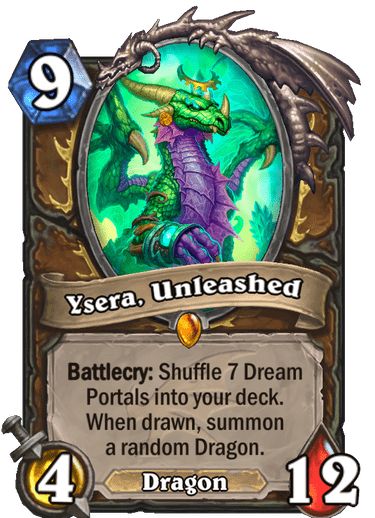 9
Ysera, Unleashed
Battlecry: Shuffle 7 Dream
Portals into your deck.
When drawn, summon
a random Dragon.
4
Dragon
12